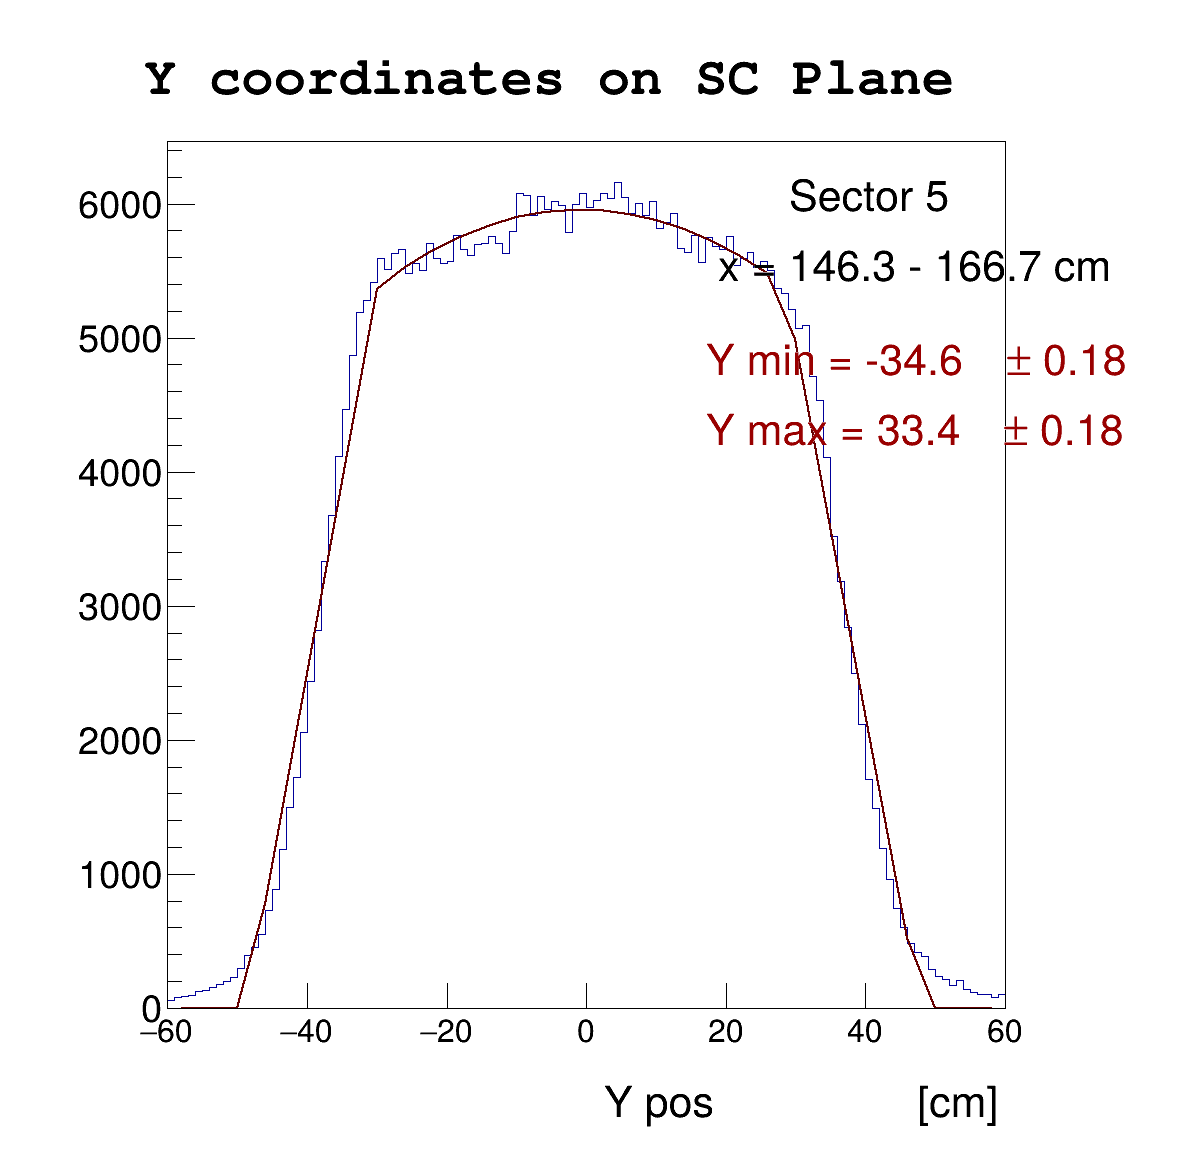 Y coordinates on SC Plane
Sector 5
x = 146.3 - 166.7 cm
Y min = -34.6 ± 0.18
Y max = 33.4 ± 0.18
6000
5000
4000
3000
2000
1000
0
−60 −40 −20 0 20 40 60
Y pos [cm]